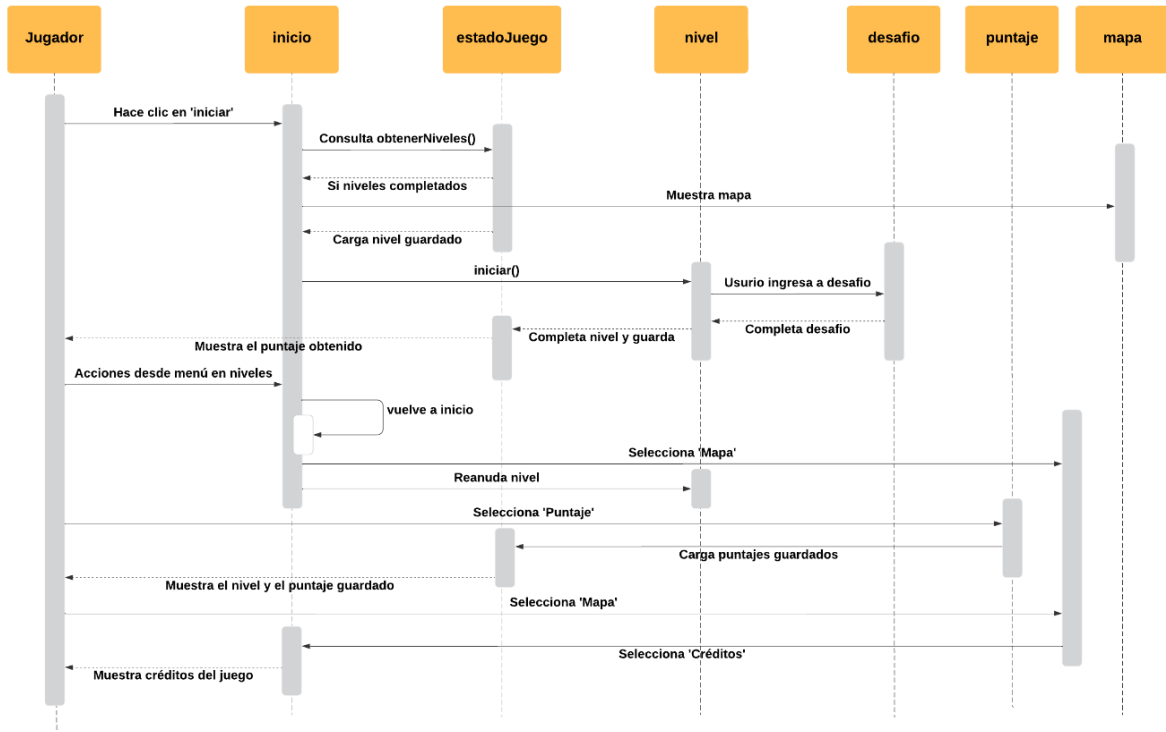 Jugador
inicio
estadoJuego
nivel
desafio
puntaje
mapa
Hace clic en 'iniciar'
Consulta obtenerNiveles()
Si niveles completados
Muestra mapa
Carga nivel guardado
iniciar()
Usurio ingresa a desafio
Completa desafio
Completa nivel y guarda
Muestra el puntaje obtenido
Acciones desde menú en niveles
vuelve a inicio
Selecciona 'Mapa'
Reanuda nivel
Selecciona 'Puntaje'
Carga puntajes guardados
Muestra el nivel y el puntaje guardado
Selecciona 'Mapa'
Selecciona 'Créditos'
Muestra créditos del juego